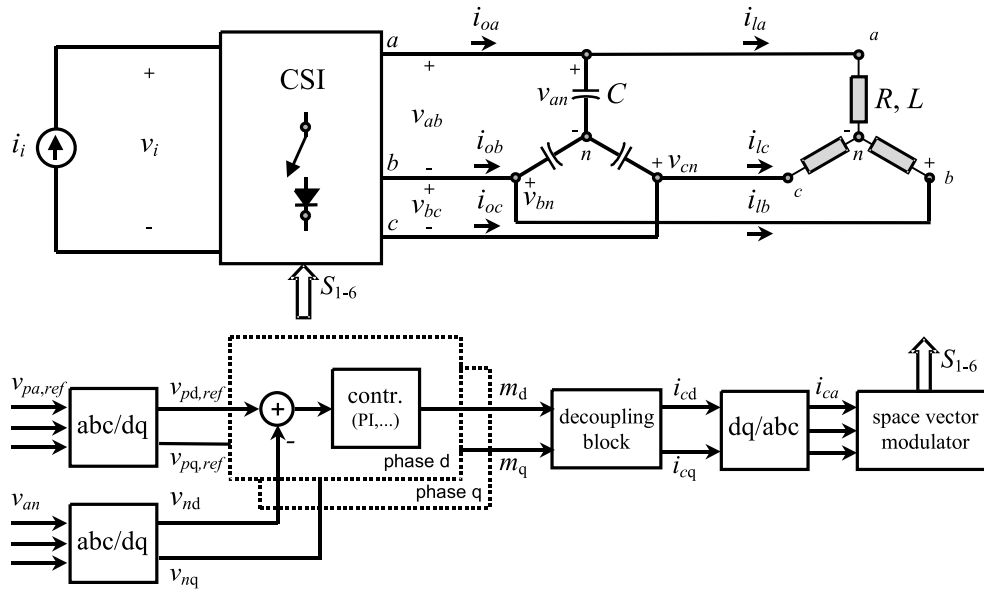 i_oa i_la
a a
+ + +
CSI
v_an C R, L
i_i v_i v_ab
- - n
i_ob i_lc
b - + v_cn + b
+ + v_bn c n
v_bc i_oc i_lb
c -
-
S_1-6
S_1-6
v_pa,ref v_pd,ref contr. m_d i_cd i_ca
abc/dq + (PI,...) decoupling dq/abc space vector
- block modulator
v_pq,ref phase d m_q i_cq
phase q
v_an v_nd
abc/dq
v_nq